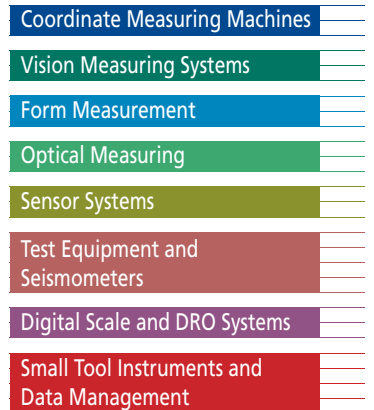 Coordinate Measuring Machines
Vision Measuring Systems
Form Measurement
Optical Measuring
Sensor Systems
Test Equipment and
Seismometers
Digital Scale and DRO Systems
Small Tool Instruments and
Data Management